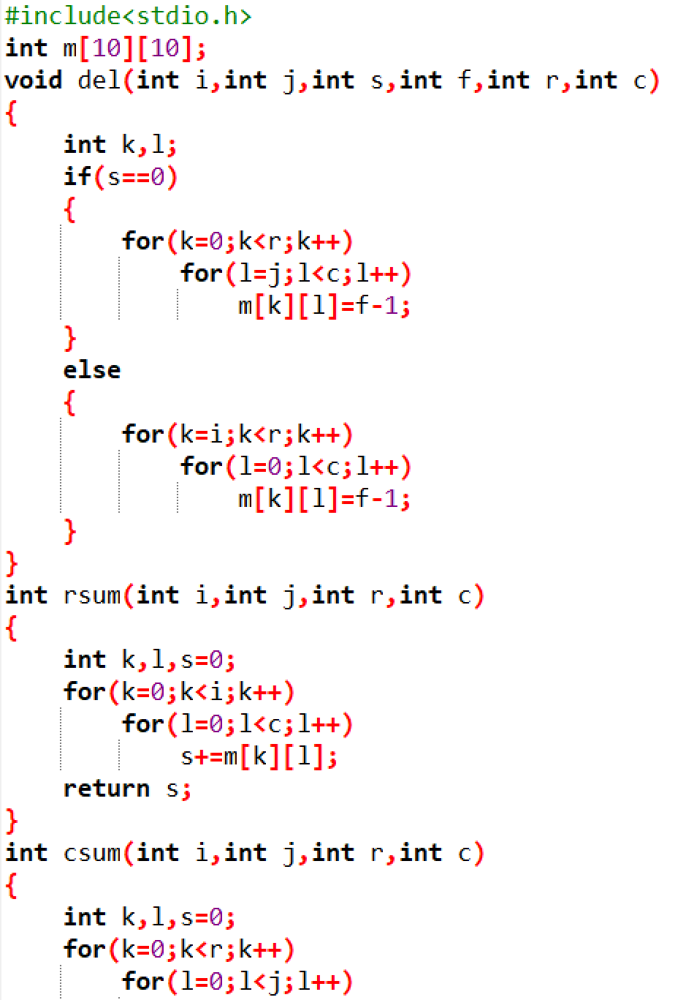 #include<stdio.h>
int m[10][10];
void del(int i,int j,int s,int f,int r,int c)
{
    int k,l;
    if(s==0)
    {
        for(k=0;k<r;k++)
            for(l=j;l<c;l++)
                m[k][l]=f-1;
    }
    else
    {
        for(k=i;k<r;k++)
            for(l=0;l<c;l++)
                m[k][l]=f-1;
    }
}
int rsum(int i,int j,int r,int c)
{
    int k,l,s=0;
    for(k=0;k<i;k++)
        for(l=0;l<c;l++)
            s+=m[k][l];
    return s;
}
int csum(int i,int j,int r,int c)
{
    int k,l,s=0;
    for(k=0;k<r;k++)
        for(l=0;l<j;l++)